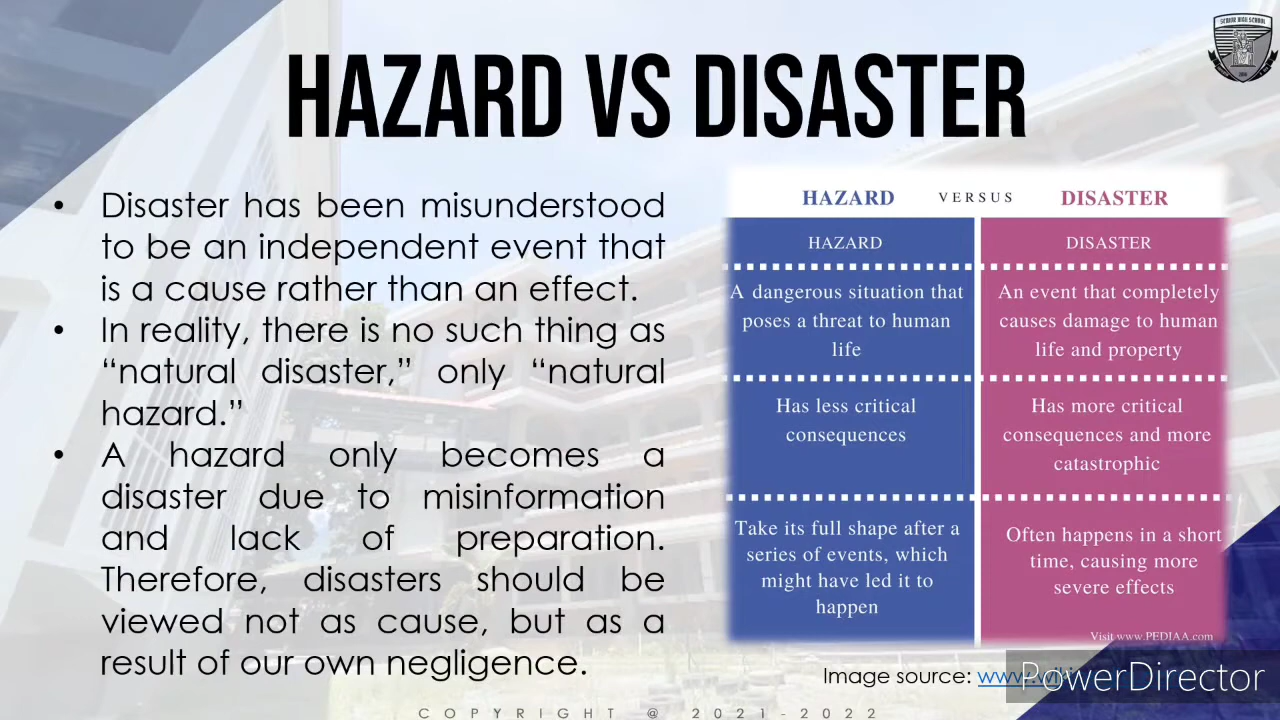 SENIOR HIGH SCHOOL
HAZARD VS DISASTER
• Disaster has been misunderstood
to be an independent event that
is a cause rather than an effect.
• In reality, there is no such thing as
“natural disaster,” only “natural
hazard.”
• A hazard only becomes a
disaster due to misinformation
and lack of preparation.
Therefore, disasters should be
viewed not as cause, but as a
result of our own negligence.
HAZARD VERSUS DISASTER
HAZARD
A dangerous situation that
poses a threat to human
life
Has less critical
consequences
Take its full shape after a
series of events, which
might have led it to
happen
DISASTER
An event that completely
causes damage to human
life and property
Has more critical
consequences and more
catastrophic
Often happens in a short
time, causing more
severe effects
Visit www.PEDIAA.com
Image source:
PowerDirector
COPYRIGHT @ 2021-2022